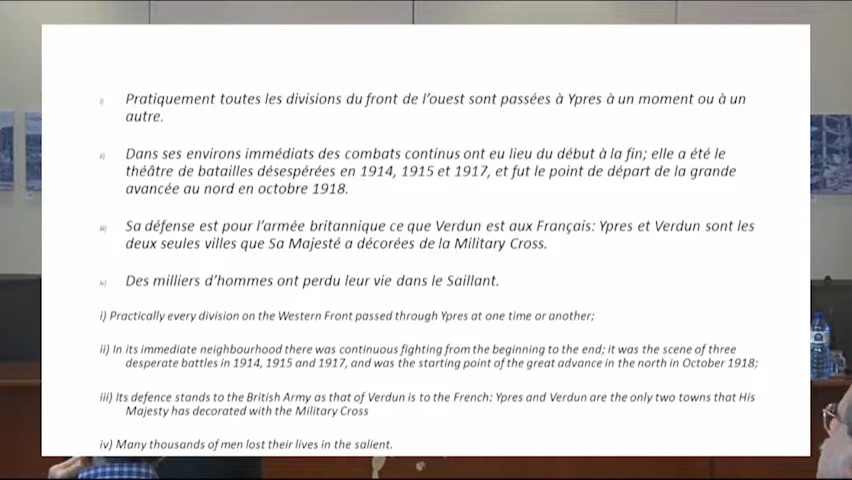 i) Pratiquement toutes les divisions du front de l'ouest sont passées à Ypres à un moment ou à un
autre.
ii) Dans ses environs immédiats des combats continus ont eu lieu du début à la fin; elle a été le
théâtre de batailles désespérées en 1914, 1915 et 1917, et fut le point de départ de la grande
avancée au nord en octobre 1918.
iii) Sa défense est pour l'armée britannique ce que Verdun est aux Français: Ypres et Verdun sont les
deux seules villes que Sa Majesté a décorées de la Military Cross.
iv) Des milliers d'hommes ont perdu leur vie dans le Saillant.
i) Practically every division on the Western Front passed through Ypres at one time or another;
ii) In its immediate neighbourhood there was continuous fighting from the beginning to the end; it was the scene of three
desperate battles in 1914, 1915 and 1917, and was the starting point of the great advance in the north in October 1918;
iii) Its defence stands to the British Army as that of Verdun is to the French: Ypres and Verdun are the only two towns that His
Majesty has decorated with the Military Cross
iv) Many thousands of men lost their lives in the salient.